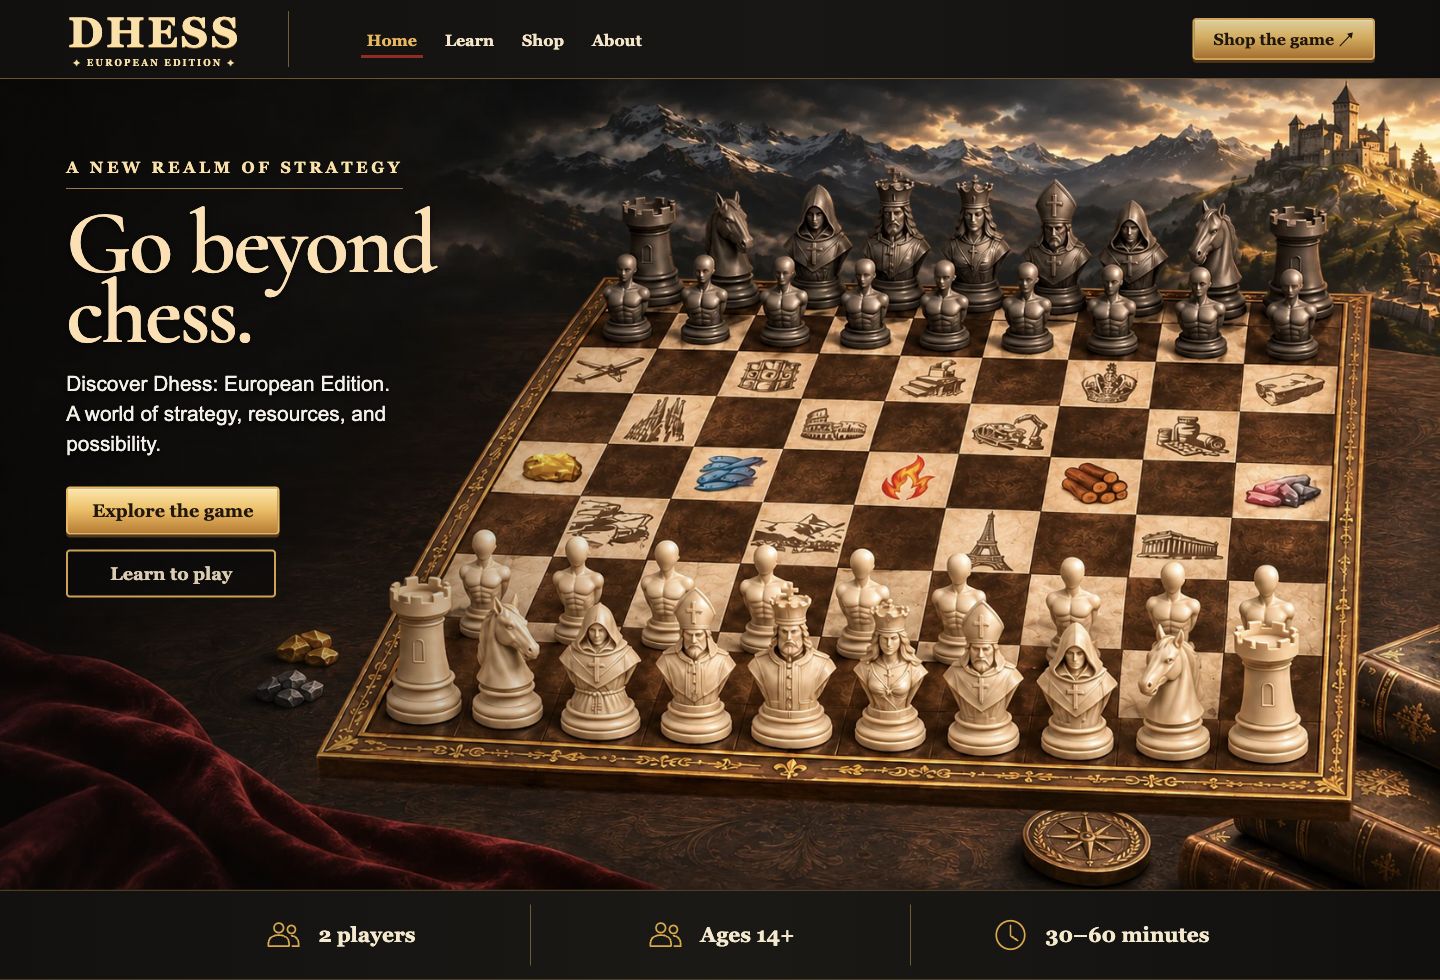 DHESS
✦ EUROPEAN EDITION ✦
Home
Learn
Shop
About
Shop the game ↗
A NEW REALM OF STRATEGY
Go beyond
chess.
Discover Dhess: European Edition.
A world of strategy, resources, and
possibility.
Explore the game
Learn to play
2 players
Ages 14+
30–60 minutes